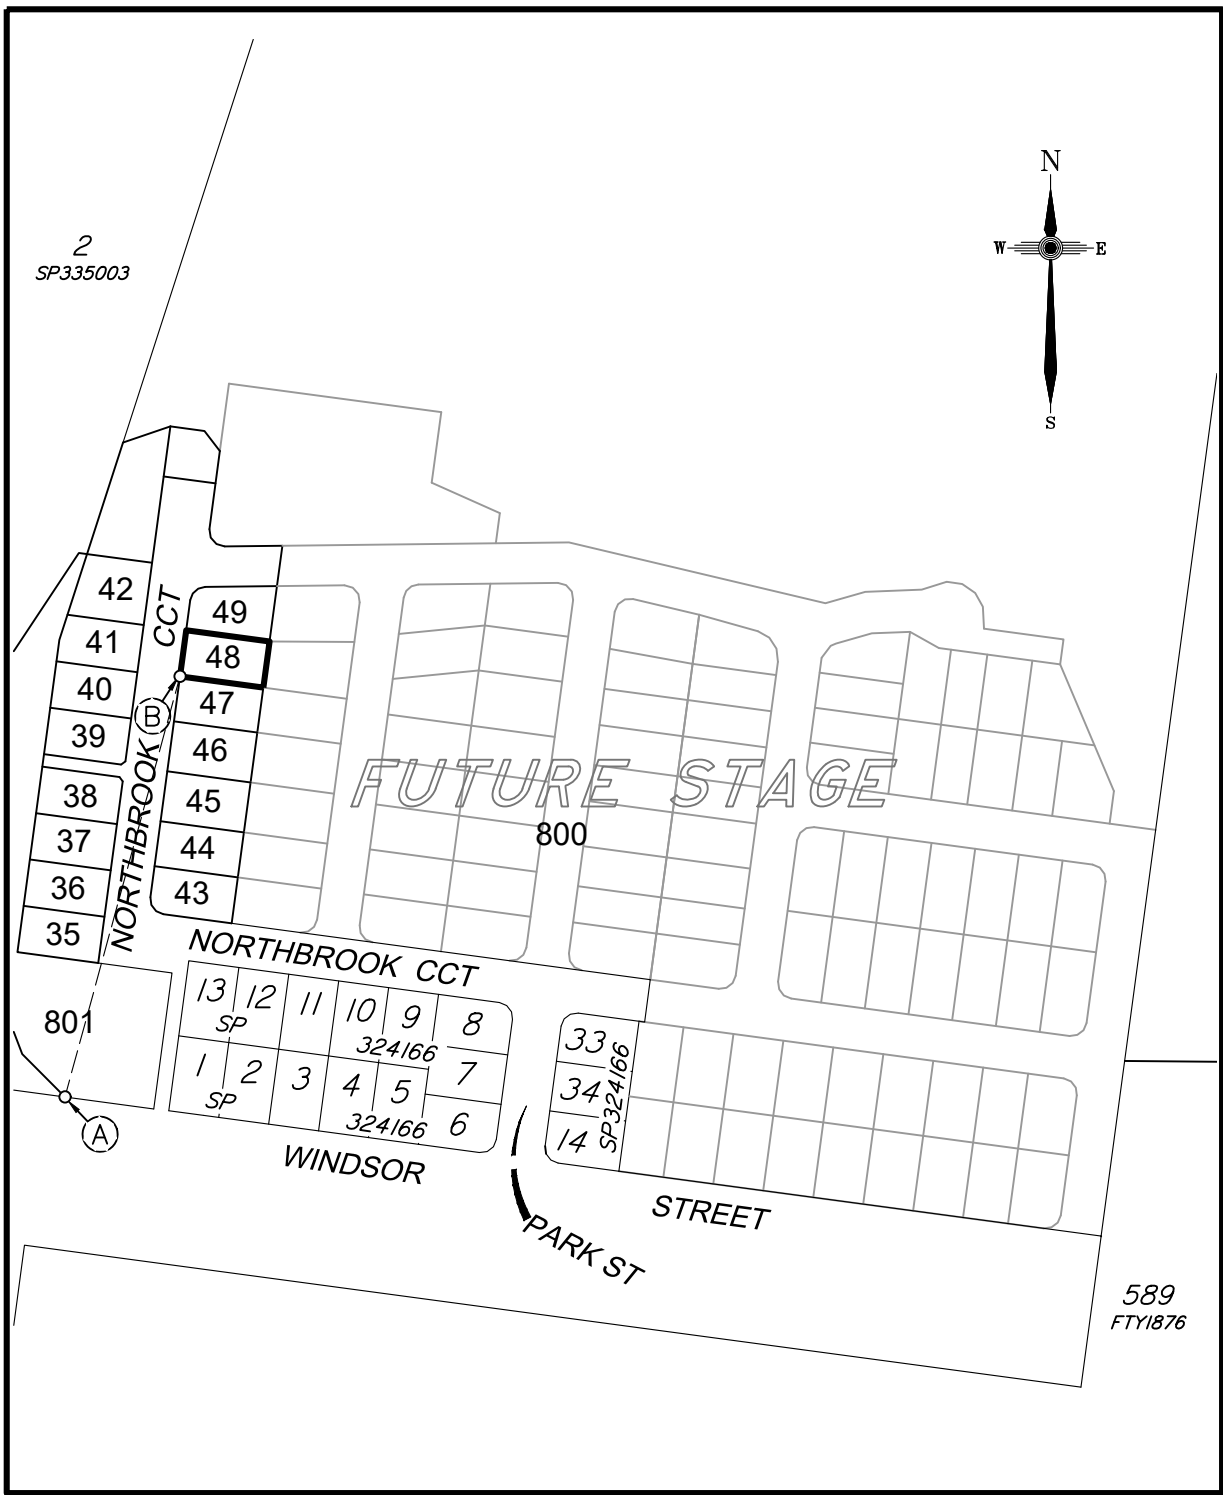 N
W
E
S
2
SP335003
42
49
CCT
41
48
40
47
B
39
46
NORTHBROOK
FUTURE STAGE
38
45
800
37
44
36
43
35
NORTHBROOK CCT
13
12
11
10
9
8
SP
324166
801
33
1
2
3
4
5
7
34
SP
324166
6
SP324166
14
A
WINDSOR
STREET
PARK ST
589
FTY1876